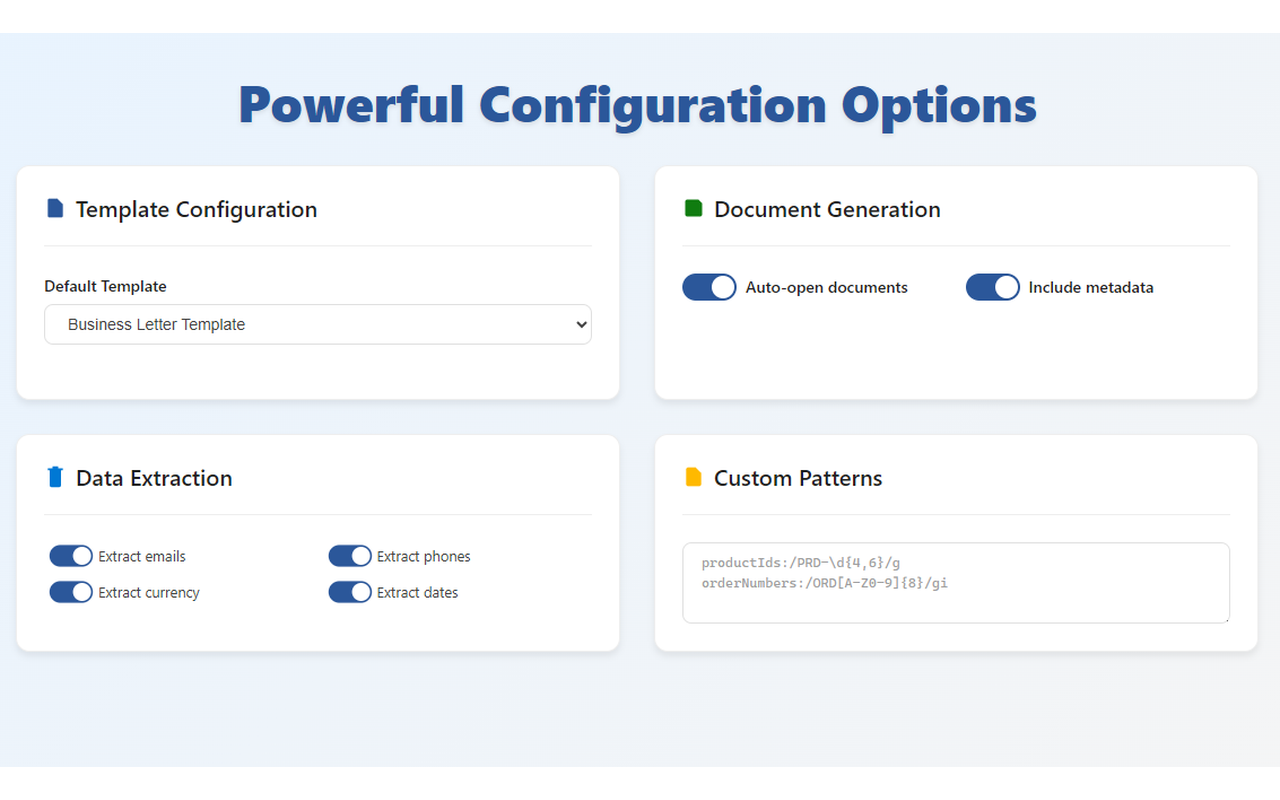 Powerful Configuration Options
Template Configuration
Default Template
Business Letter Template
Document Generation
Auto-open documents
Include metadata
Data Extraction
Extract emails
Extract phones
Extract currency
Extract dates
Custom Patterns
productIds:/PRD-\d{4,6}/g
orderNumbers:/ORD[A-Z0-9]{8}/gi